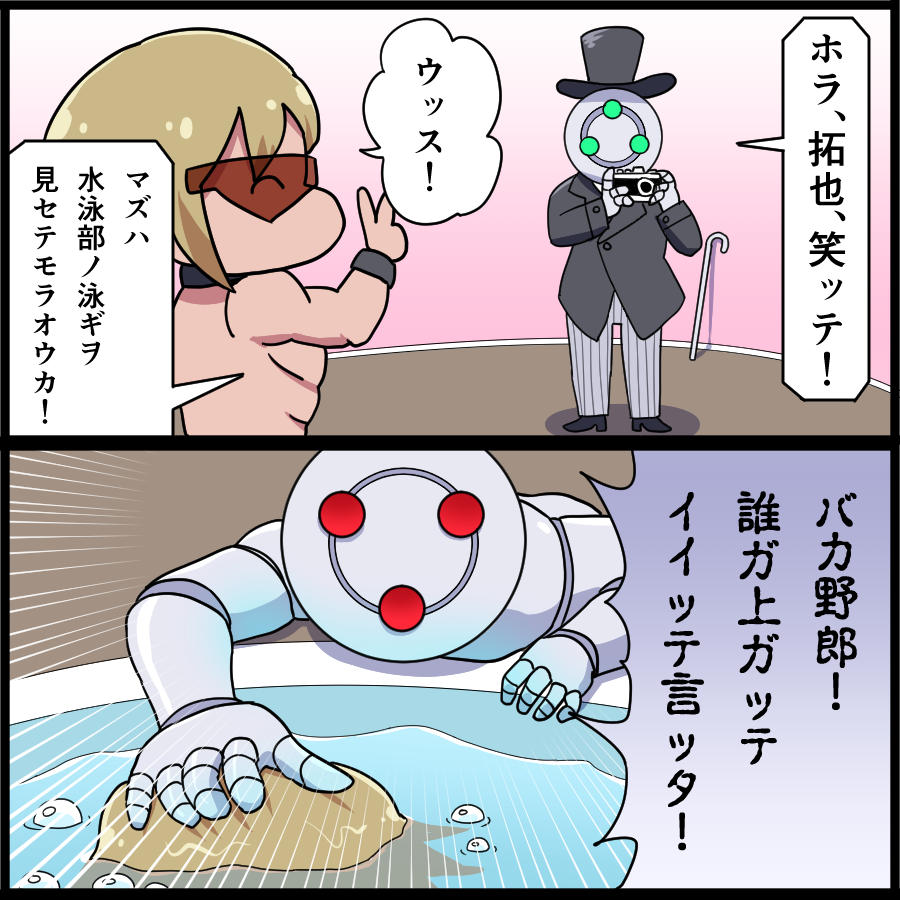 ホラ、拓也、笑ッテ！
ウッス！
マズハ
水泳部ノ泳ギヲ
見セテモラオウカ！
バカ野郎！
誰ガ上ガッテ
イイッテ言ッタ！